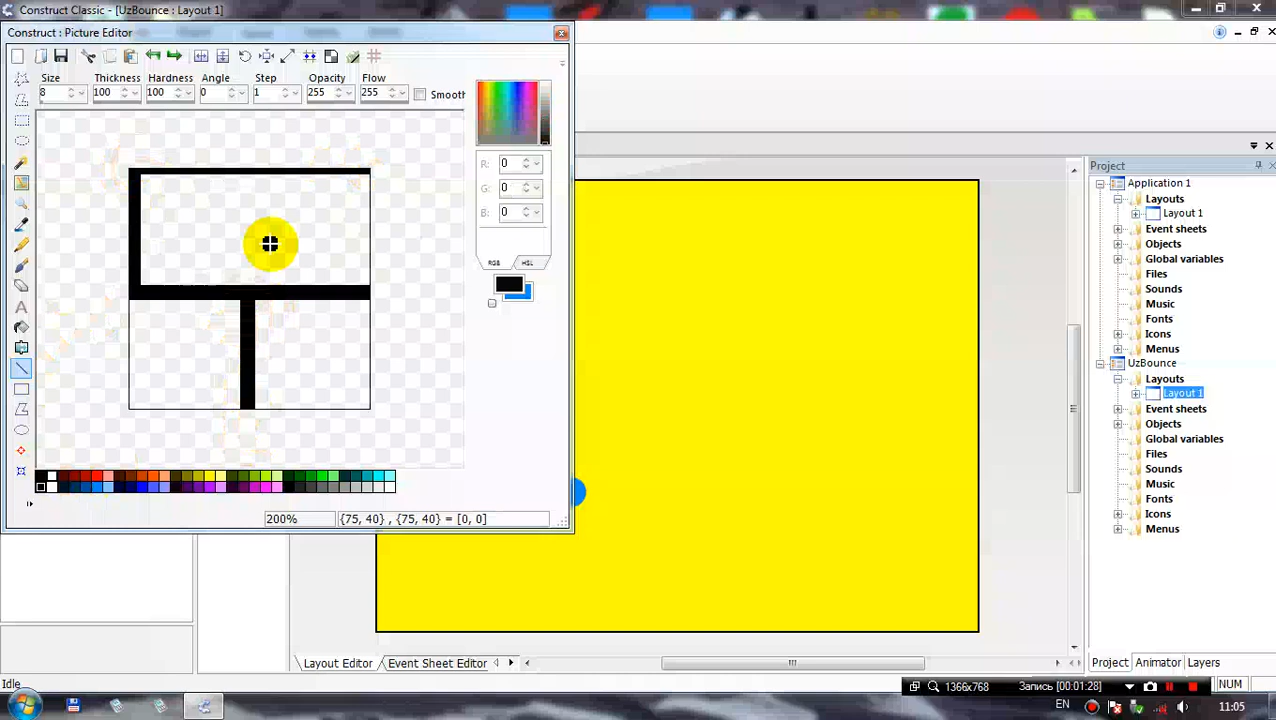 Construct Classic - [UzBounce : Layout 1]
Construct : Picture Editor
Size Thickness Hardness Angle Step Opacity Flow
8 100 100 0 1 255 255 Smooth
R: 0
G: 0
B: 0
RGB HSL
200% {75, 40} , {75, 40} = [0, 0]
Project
Application 1
Layouts
Layout 1
Event sheets
Objects
Global variables
Files
Sounds
Music
Fonts
Icons
Menus
UzBounce
Layouts
Layout 1
Event sheets
Objects
Global variables
Files
Sounds
Music
Fonts
Icons
Menus
Layout Editor Event Sheet Editor
Project Animator Layers
Idle
1366x768 Запись [00:01:28]
NUM
EN
11:05